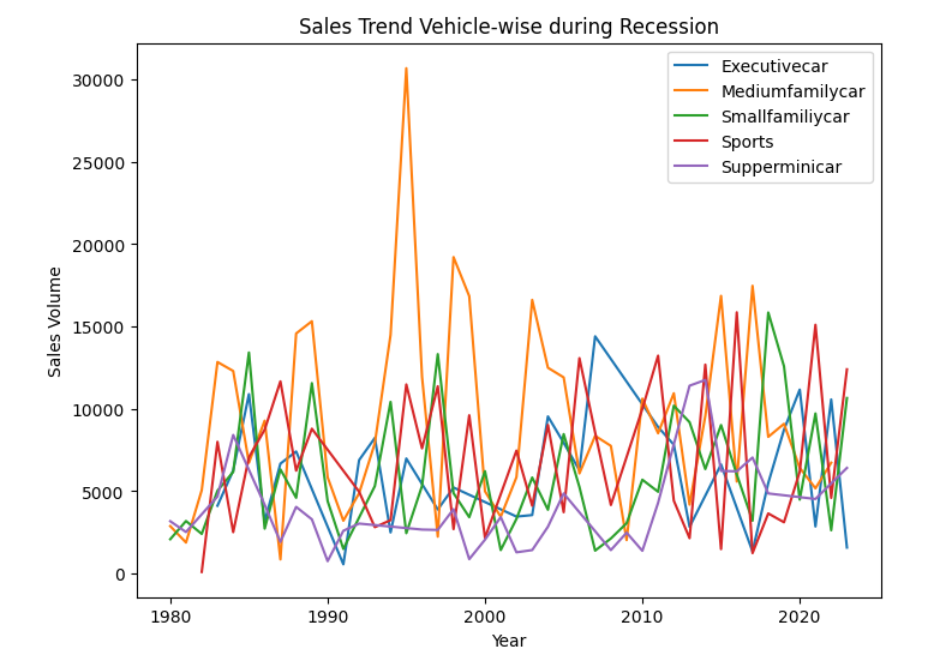 Sales Trend Vehicle-wise during Recession
Executivecar
Mediumfamilycar
Smallfamiliycar
Sports
Supperminicar
30000
25000
20000
15000
10000
5000
0
Sales Volume
1980 1990 2000 2010 2020
Year